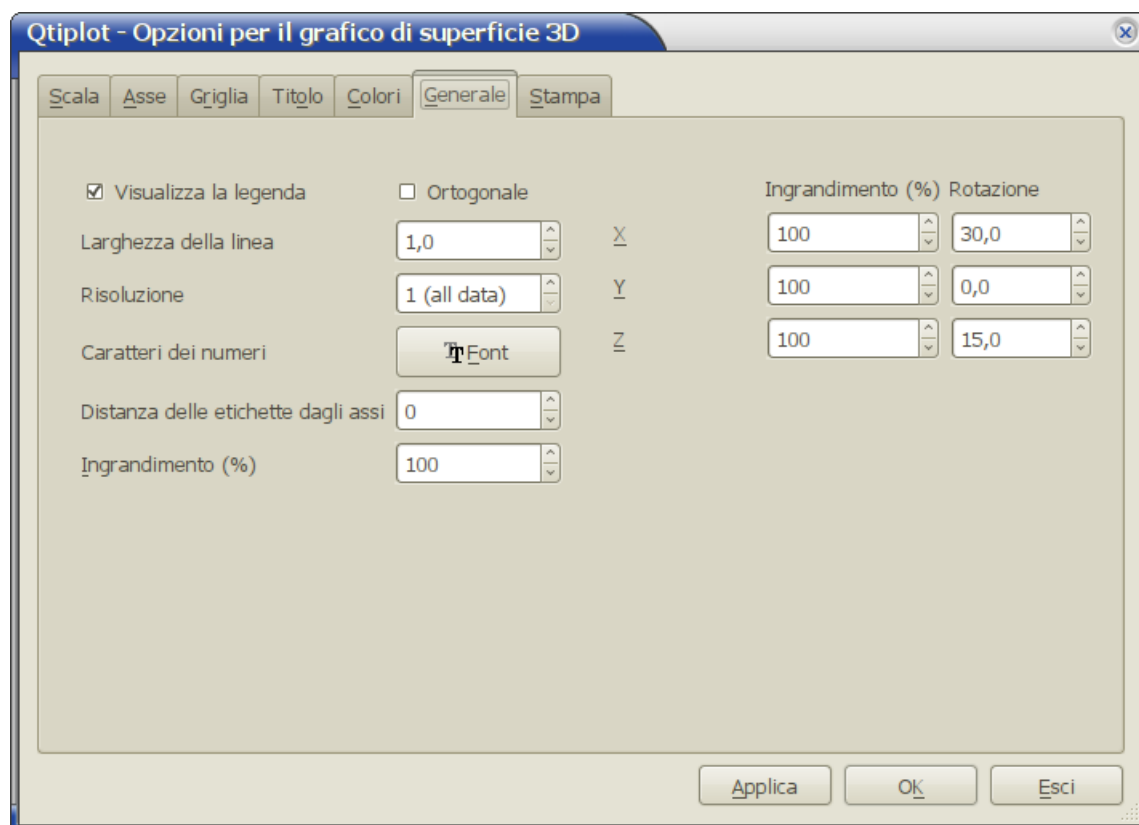 Qtiplot - Opzioni per il grafico di superficie 3D
Scala Asse Griglia Titolo Colori Generale Stampa
Visualizza la legenda Ortogonale Ingrandimento (%) Rotazione
Larghezza della linea 1,0 X 100 30,0
Risoluzione 1 (all data) Y 100 0,0
Caratteri dei numeri Font Z 100 15,0
Distanza delle etichette dagli assi 0
Ingrandimento (%) 100
Applica OK Esci